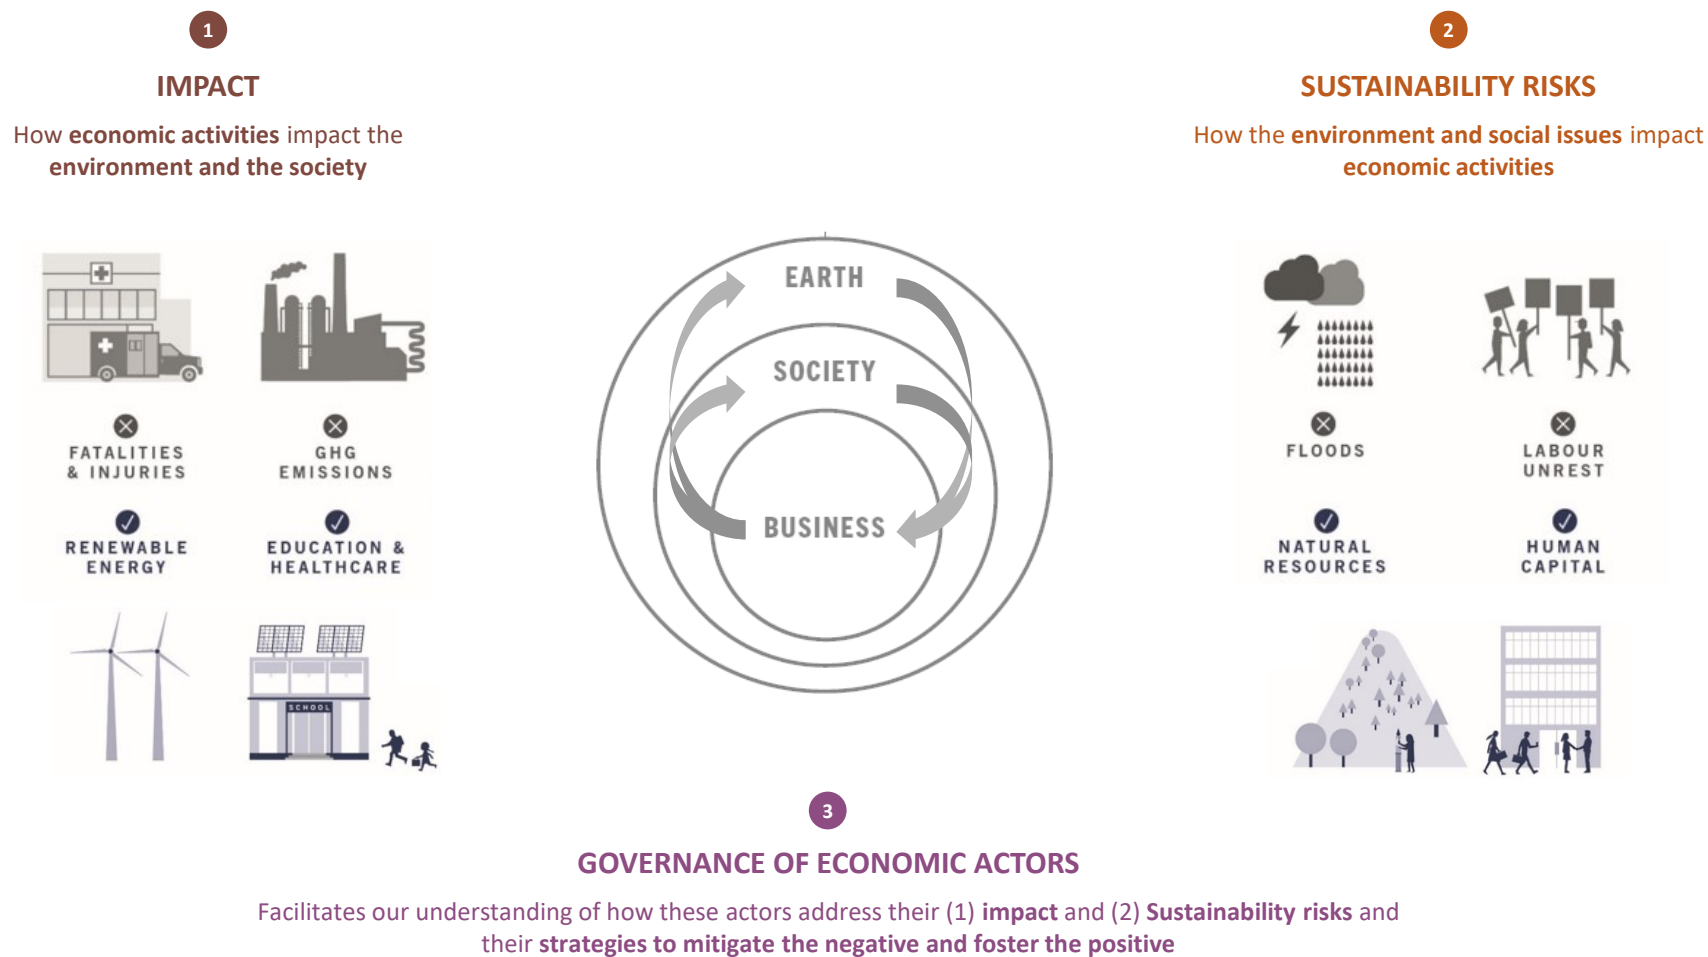 1
IMPACT
How economic activities impact the
environment and the society
FATALITIES
& INJURIES
GHG
EMISSIONS
RENEWABLE
ENERGY
EDUCATION &
HEALTHCARE
SCHOOL
EARTH
SOCIETY
BUSINESS
2
SUSTAINABILITY RISKS
How the environment and social issues impact
economic activities
FLOODS
LABOUR
UNREST
NATURAL
RESOURCES
HUMAN
CAPITAL
3
GOVERNANCE OF ECONOMIC ACTORS
Facilitates our understanding of how these actors address their (1) impact and (2) Sustainability risks and
their strategies to mitigate the negative and foster the positive